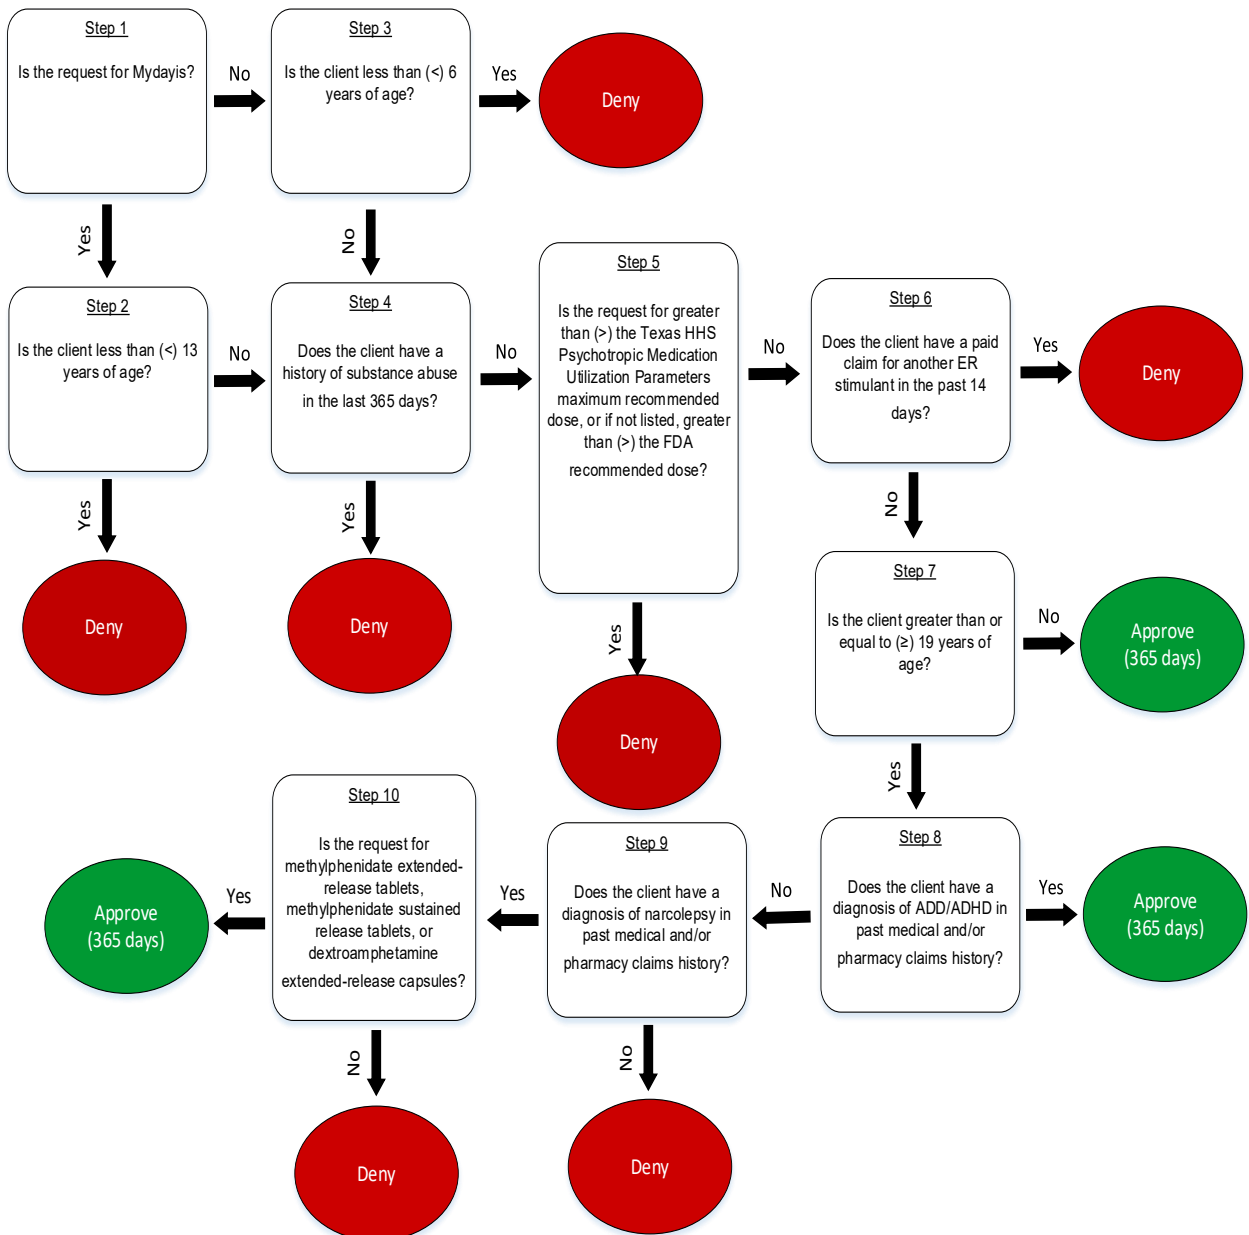 Step 1
Is the request for Mydayis?
No
Step 3
Is the client less than (<) 6
years of age?
Yes
Deny
Yes
No
Step 2
Is the client less than (<) 13
years of age?
No
Step 4
Does the client have a
history of substance abuse
in the last 365 days?
No
Step 5
Is the request for greater
than (>) the Texas HHS
Psychotropic Medication
Utilization Parameters
maximum recommended
dose, or if not listed, greater
than (>) the FDA
recommended dose?
No
Step 6
Does the client have a paid
claim for another ER
stimulant in the past 14
days?
Yes
Deny
Yes
Deny
Yes
Deny
Yes
Deny
No
Step 7
Is the client greater than or
equal to (≥) 19 years of
age?
No
Approve
(365 days)
Yes
Step 8
Does the client have a
diagnosis of ADD/ADHD in
past medical and/or
pharmacy claims history?
Yes
Approve
(365 days)
No
Step 9
Does the client have a
diagnosis of narcolepsy in
past medical and/or
pharmacy claims history?
Yes
Step 10
Is the request for
methylphenidate extended-
release tablets,
methylphenidate sustained
release tablets, or
dextroamphetamine
extended-release capsules?
Yes
Approve
(365 days)
No
Deny
No
Deny